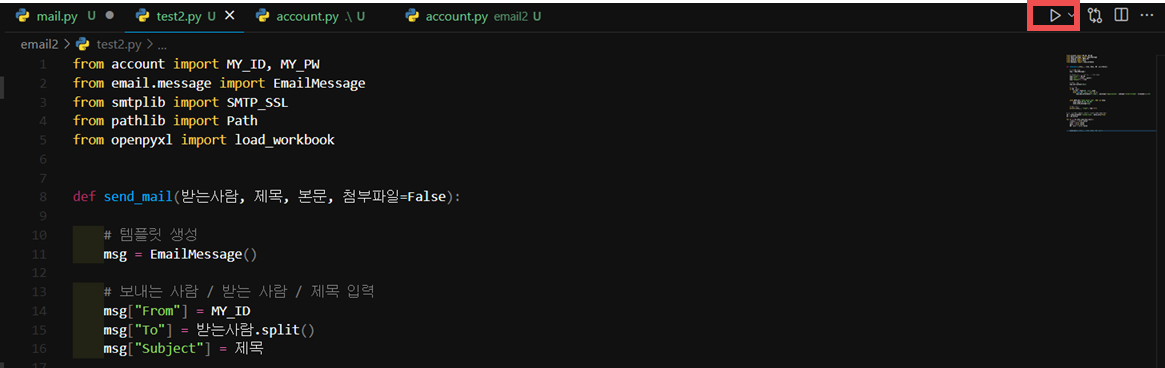 mail.py U test2.py U account.py .\ U account.py email2 U
email2 > test2.py > ...
1 from account import MY_ID, MY_PW
2 from email.message import EmailMessage
3 from smtplib import SMTP_SSL
4 from pathlib import Path
5 from openpyxl import load_workbook
6
7
8 def send_mail(받는사람, 제목, 본문, 첨부파일=False):
9
10 # 템플릿 생성
11 msg = EmailMessage()
12
13 # 보내는 사람 / 받는 사람 / 제목 입력
14 msg["From"] = MY_ID
15 msg["To"] = 받는사람.split()
16 msg["Subject"] = 제목
17